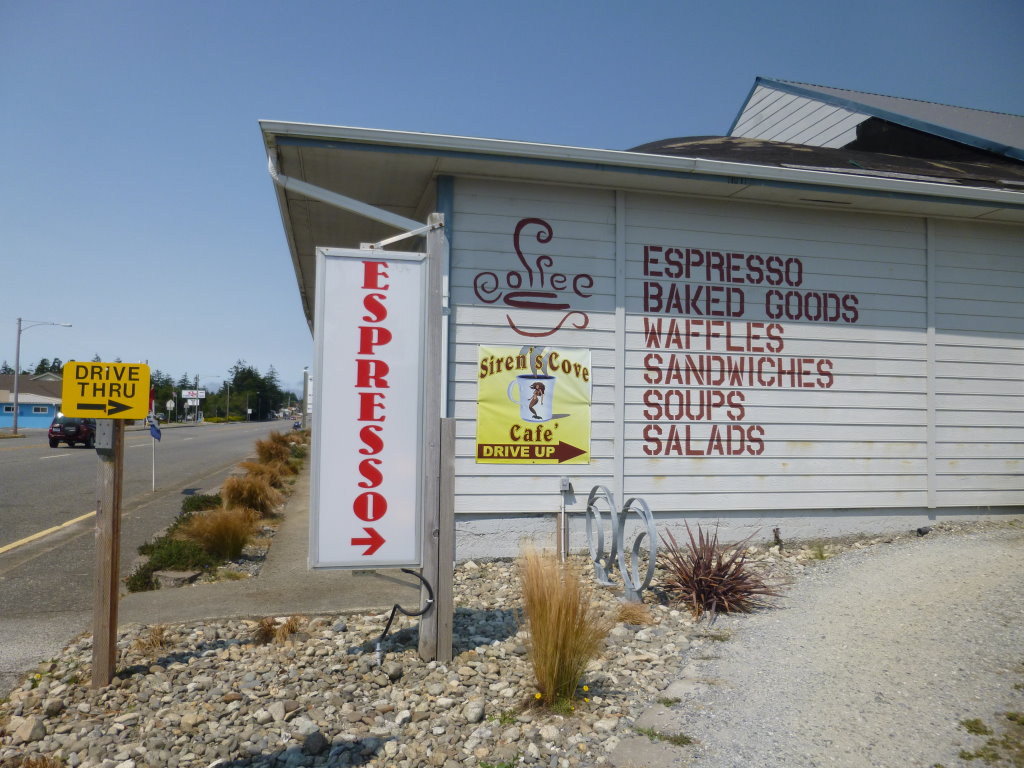 DRiVE
THRU
ESPRESSO
coffee
Siren's Cove
Cafe'
DRIVE UP
ESPRESSO
BAKED GOODS
WAFFLES
SANDWICHES
SOUPS
SALADS